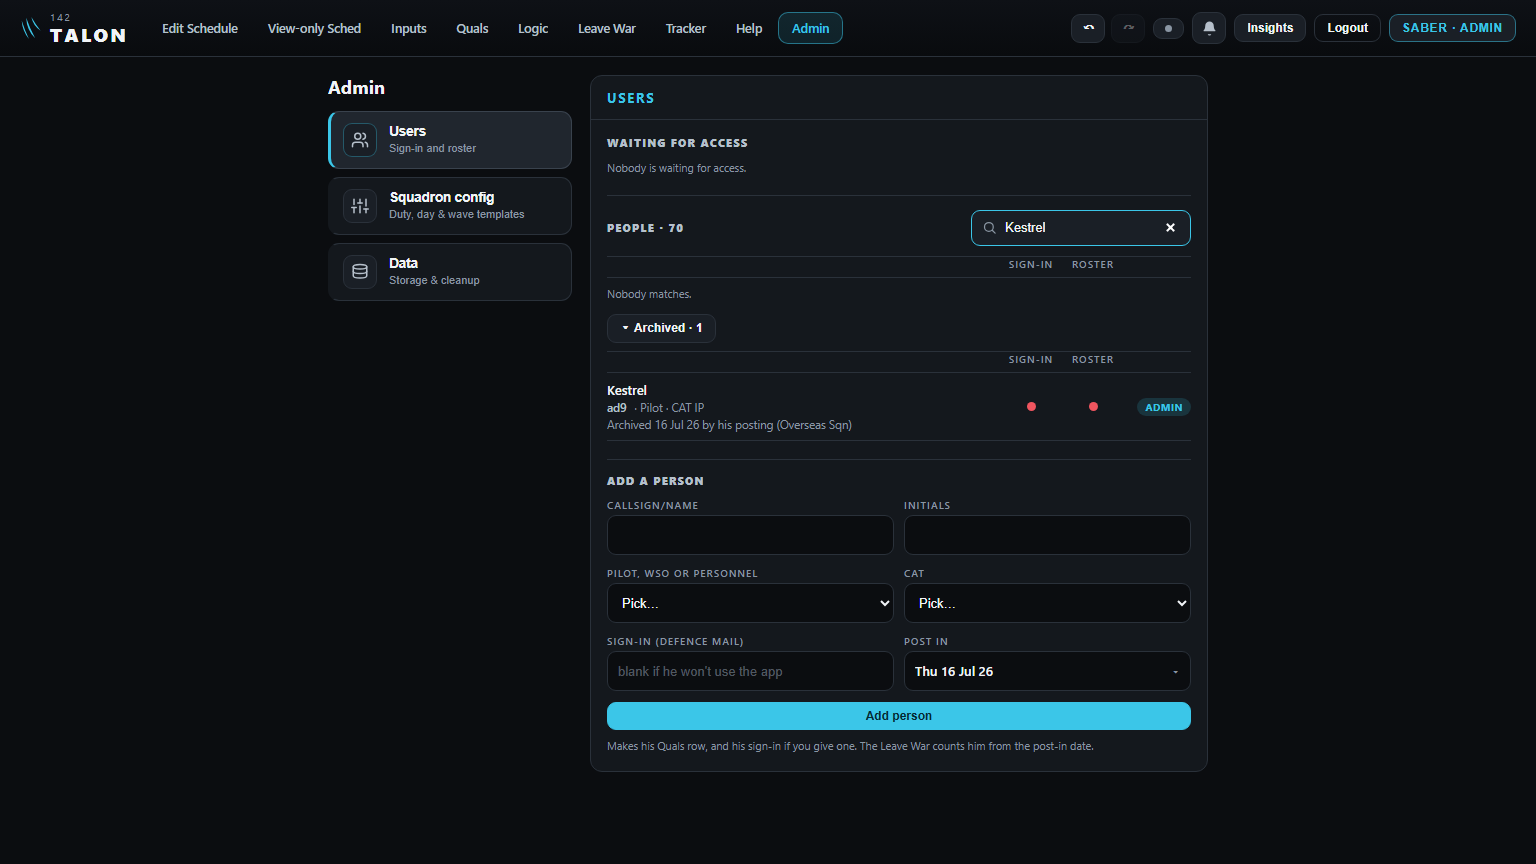 142
TALON
Edit Schedule
View-only Sched
Inputs
Quals
Logic
Leave War
Tracker
Help
Admin
Insights
Logout
SABER · ADMIN
Admin
Users
Sign-in and roster
Squadron config
Duty, day & wave templates
Data
Storage & cleanup
USERS
WAITING FOR ACCESS
Nobody is waiting for access.
PEOPLE · 70
Kestrel
SIGN-IN ROSTER
Nobody matches.
Archived · 1
SIGN-IN ROSTER
Kestrel
ad9 · Pilot · CAT IP
ADMIN
Archived 16 Jul 26 by his posting (Overseas Sqn)
ADD A PERSON
CALLSIGN/NAME
INITIALS
PILOT, WSO OR PERSONNEL
CAT
Pick...
Pick...
SIGN-IN (DEFENCE MAIL)
POST IN
blank if he won't use the app
Thu 16 Jul 26
Add person
Makes his Quals row, and his sign-in if you give one. The Leave War counts him from the post-in date.